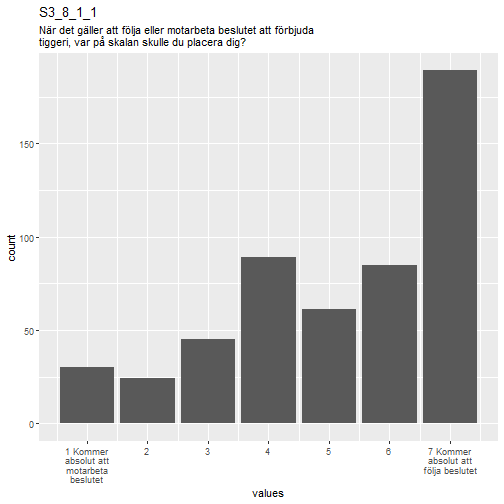 S3_8_1_1
När det gäller att följa eller motarbeta beslutet att förbjuda
tiggeri, var på skalan skulle du placera dig?
count
150
100
50
0
1 Kommer
absolut att
motarbeta
beslutet
2
3
4
5
6
7 Kommer
absolut att
följa beslutet
values